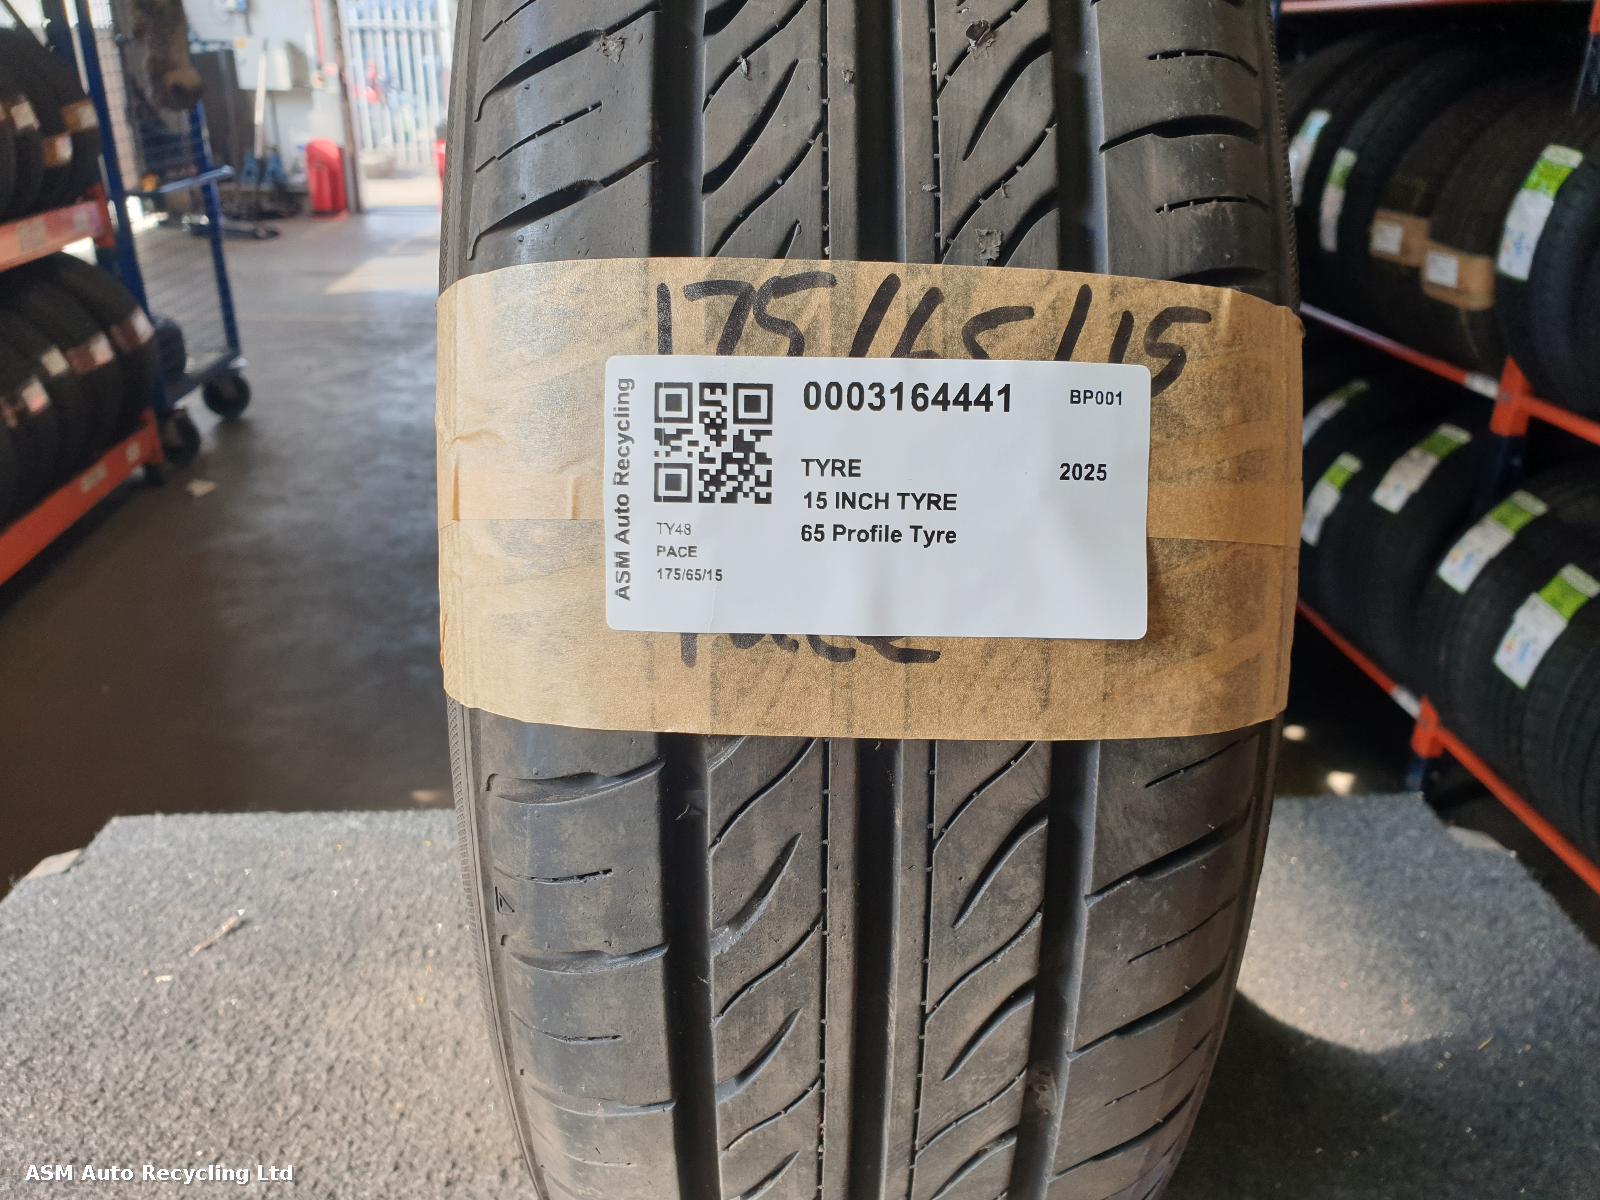 175/65/15
ASM Auto Recycling
0003164441
BP001
TYRE
2025
15 INCH TYRE
65 Profile Tyre
TY48
PACE
175/65/15
Pace
ASM Auto Recycling Ltd